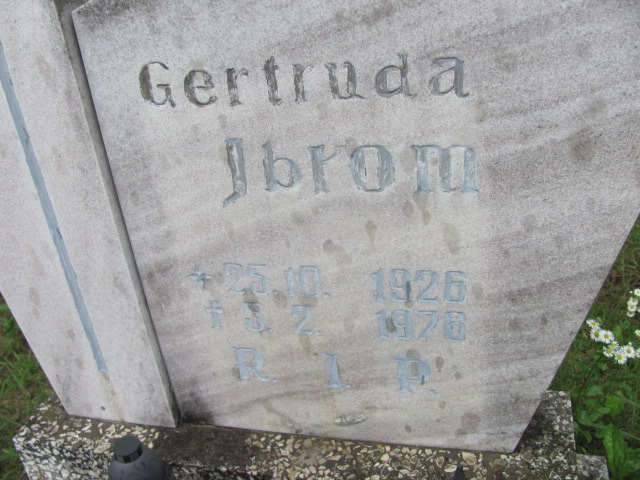 Gertruda
Jbrom
* 25.10. 1926
† 3. 2. 1976
R. I. P.